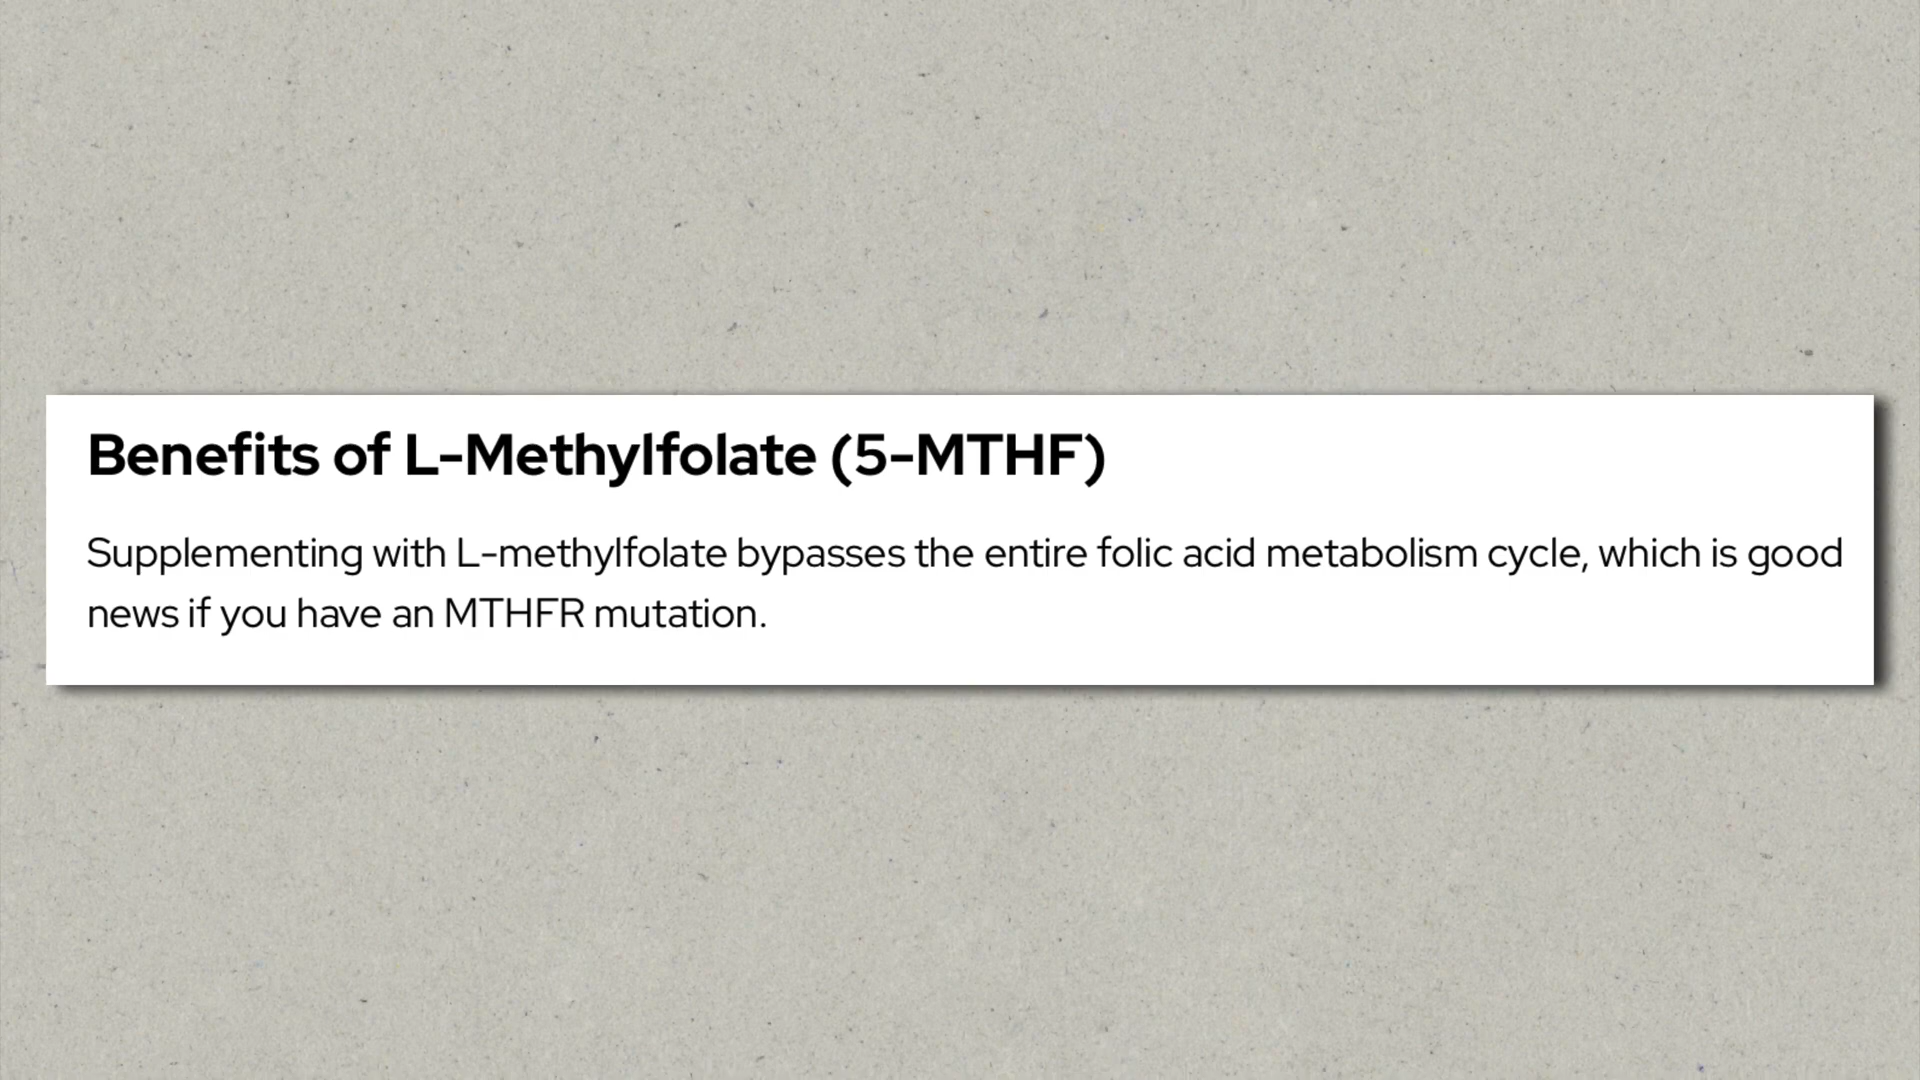 Benefits of L-Methylfolate (5-MTHF)
Supplementing with L-methylfolate bypasses the entire folic acid metabolism cycle, which is good
news if you have an MTHFR mutation.